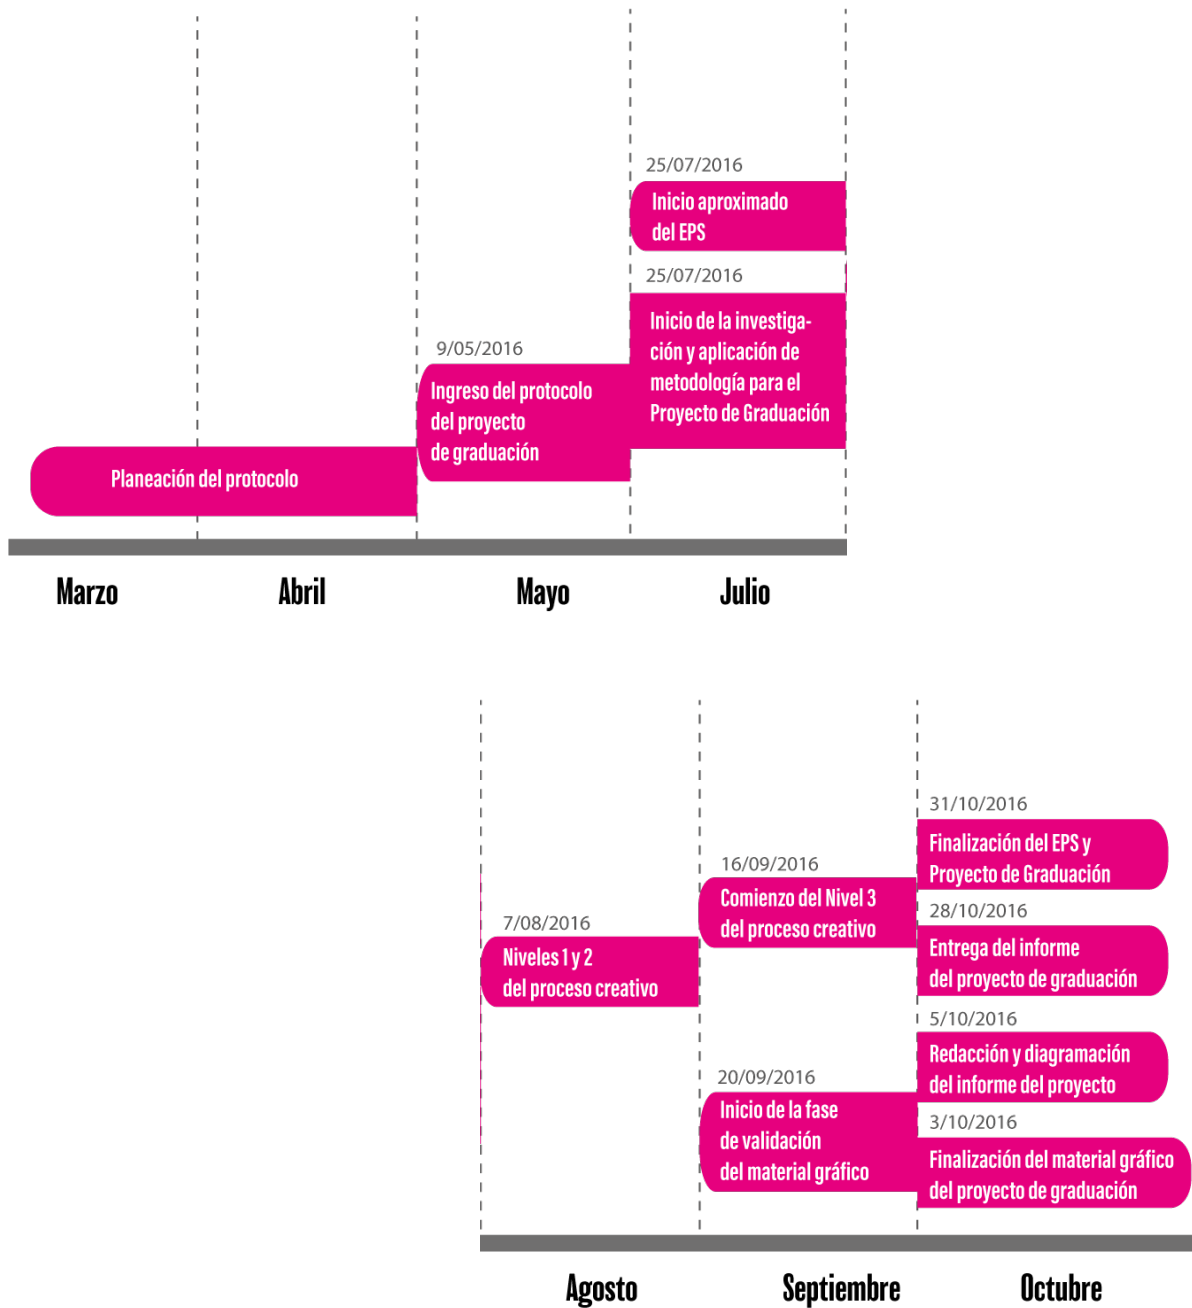 25/07/2016
Inicio aproximado
del EPS
25/07/2016
Inicio de la investiga-
ción y aplicación de
metodología para el
Proyecto de Graduación
9/05/2016
Ingreso del protocolo
del proyecto
de graduación
Planeación del protocolo
Marzo
Abril
Mayo
Julio
31/10/2016
Finalización del EPS y
Proyecto de Graduación
16/09/2016
Comienzo del Nivel 3
del proceso creativo
28/10/2016
Entrega del informe
del proyecto de graduación
7/08/2016
Niveles 1 y 2
del proceso creativo
5/10/2016
Redacción y diagramación
del informe del proyecto
20/09/2016
Inicio de la fase
de validación
del material gráfico
3/10/2016
Finalización del material gráfico
del proyecto de graduación
Agosto
Septiembre
Octubre